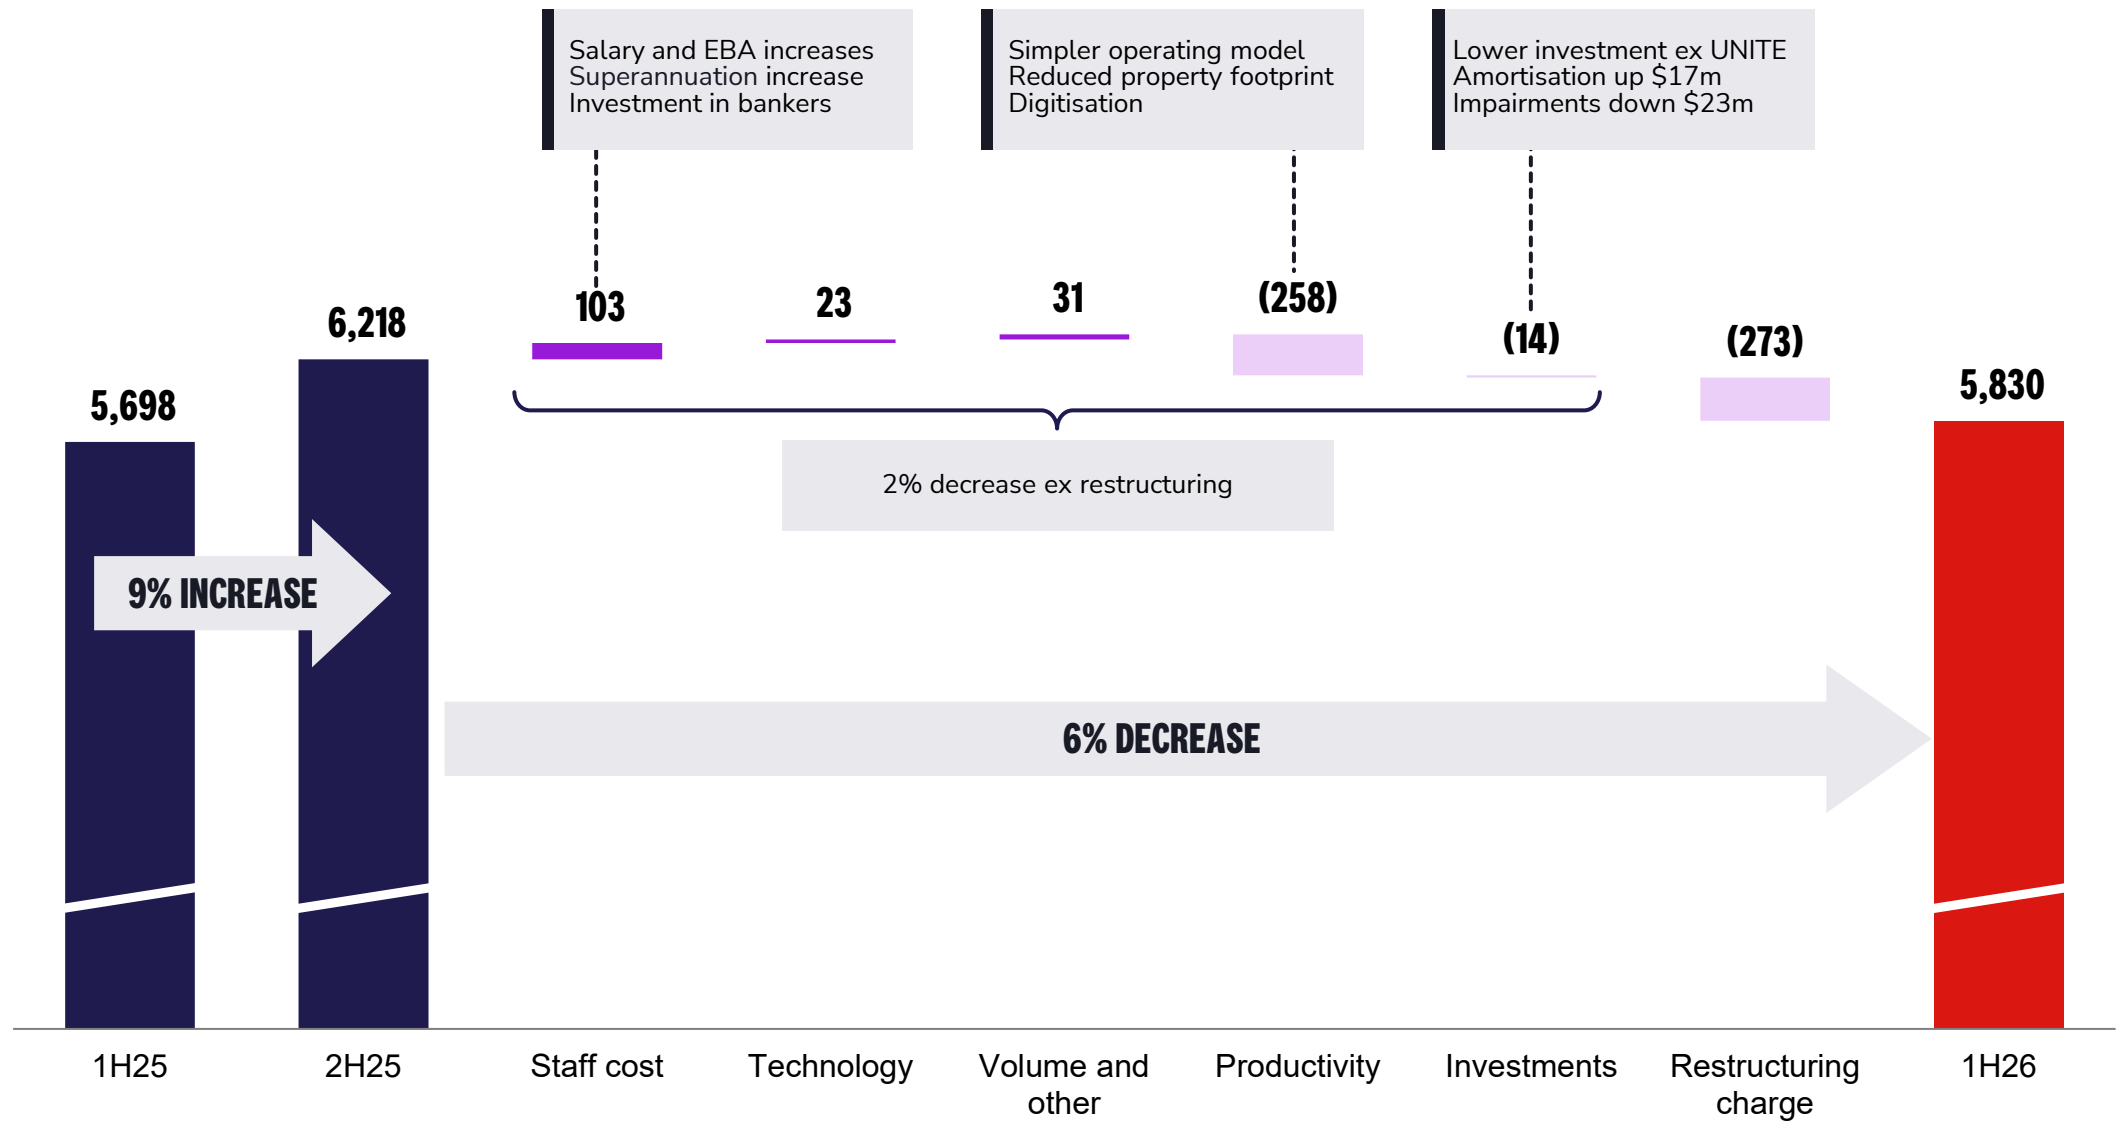 Salary and EBA increases
Superannuation increase
Investment in bankers
Simpler operating model
Reduced property footprint
Digitisation
Lower investment ex UNITE
Amortisation up $17m
Impairments down $23m
5,698
6,218
103
23
31
(258)
(14)
(273)
5,830
2% decrease ex restructuring
9% INCREASE
6% DECREASE
1H25
2H25
Staff cost
Technology
Volume and
other
Productivity
Investments
Restructuring
charge
1H26